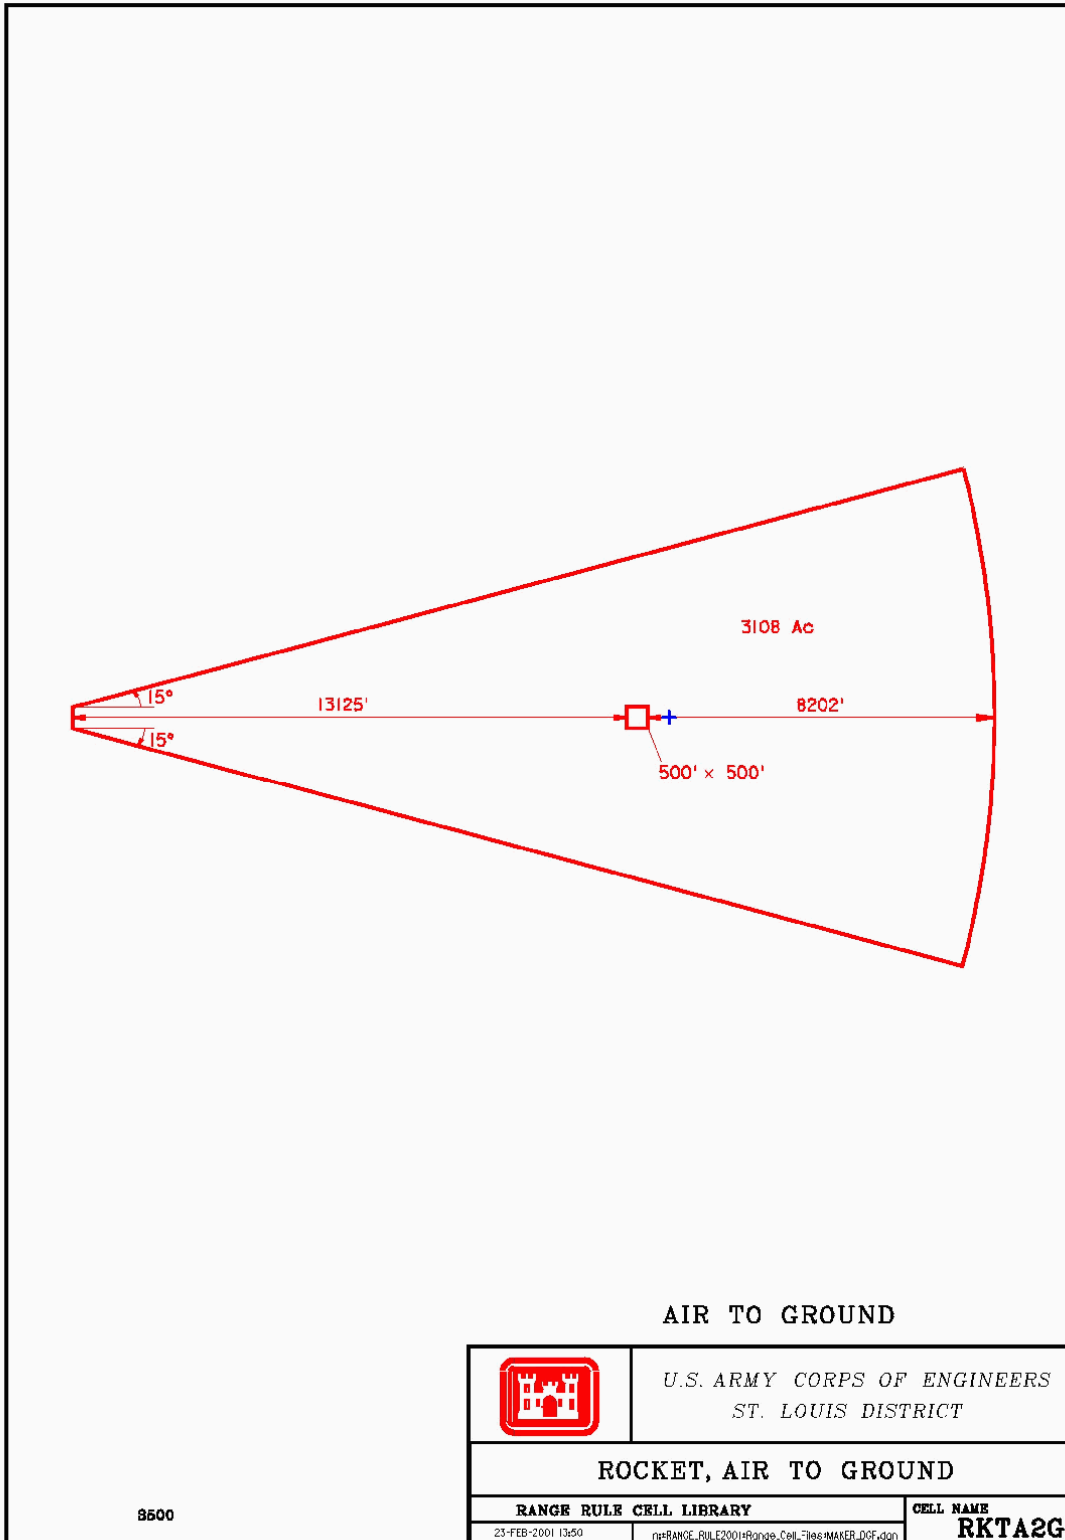 3108 Ac
15°
13125'
8202'
15°
500' × 500'
AIR TO GROUND
U.S. ARMY CORPS OF ENGINEERS
ST. LOUIS DISTRICT
ROCKET, AIR TO GROUND
RANGE RULE CELL LIBRARY
CELL NAME
RKTA2G
23-FEB-2001 13:50